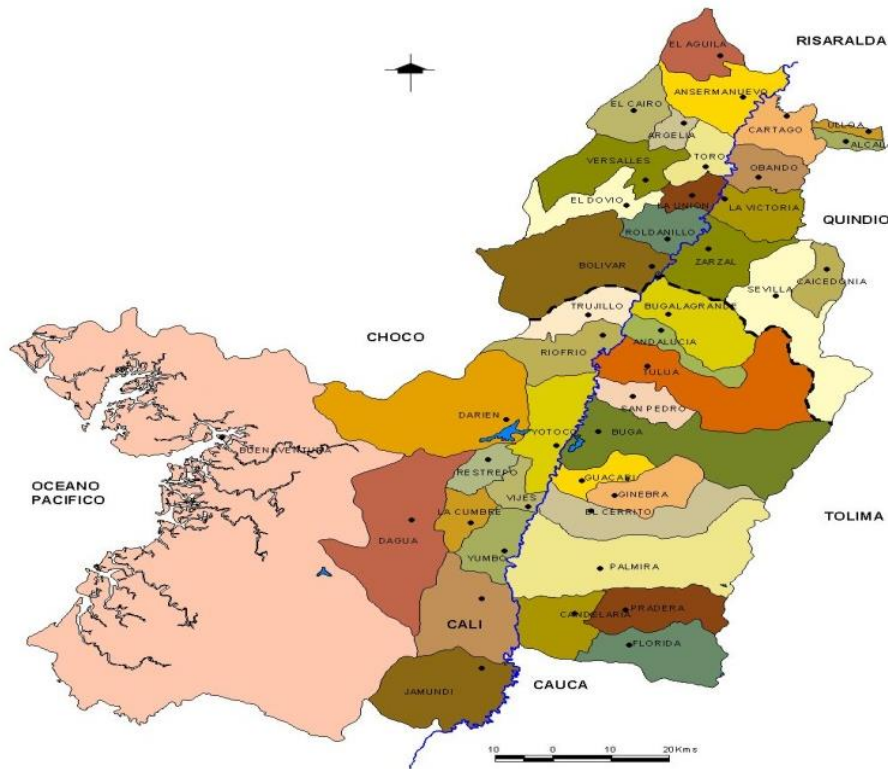 EL AGUILA
RISARALDA
ANSERMANUEVO
EL CAIRO
ARGELIA
CARTAGO
ULLOA
ALCALA
VERSALLES
TORO
OBANDO
EL DOVIO
LA UNION
LA VICTORIA
QUINDIO
ROLDANILLO
ZARZAL
BOLIVAR
SEVILLA
CAICEDONIA
TRUJILLO
BUGALAGRANDE
CHOCO
ANDALUCIA
RIOFRIO
TULUA
SAN PEDRO
DARIEN
BUGA
YOTOCO
BUENAVENTURA
RESTREPO
OCEANO
PACIFICO
GUACARI
GINEBRA
VIJES
LA CUMBRE
EL CERRITO
TOLIMA
DAGUA
YUMBO
PALMIRA
CANDELARIA
PRADERA
CALI
FLORIDA
CAUCA
JAMUNDI
10 0 10 20 Kms